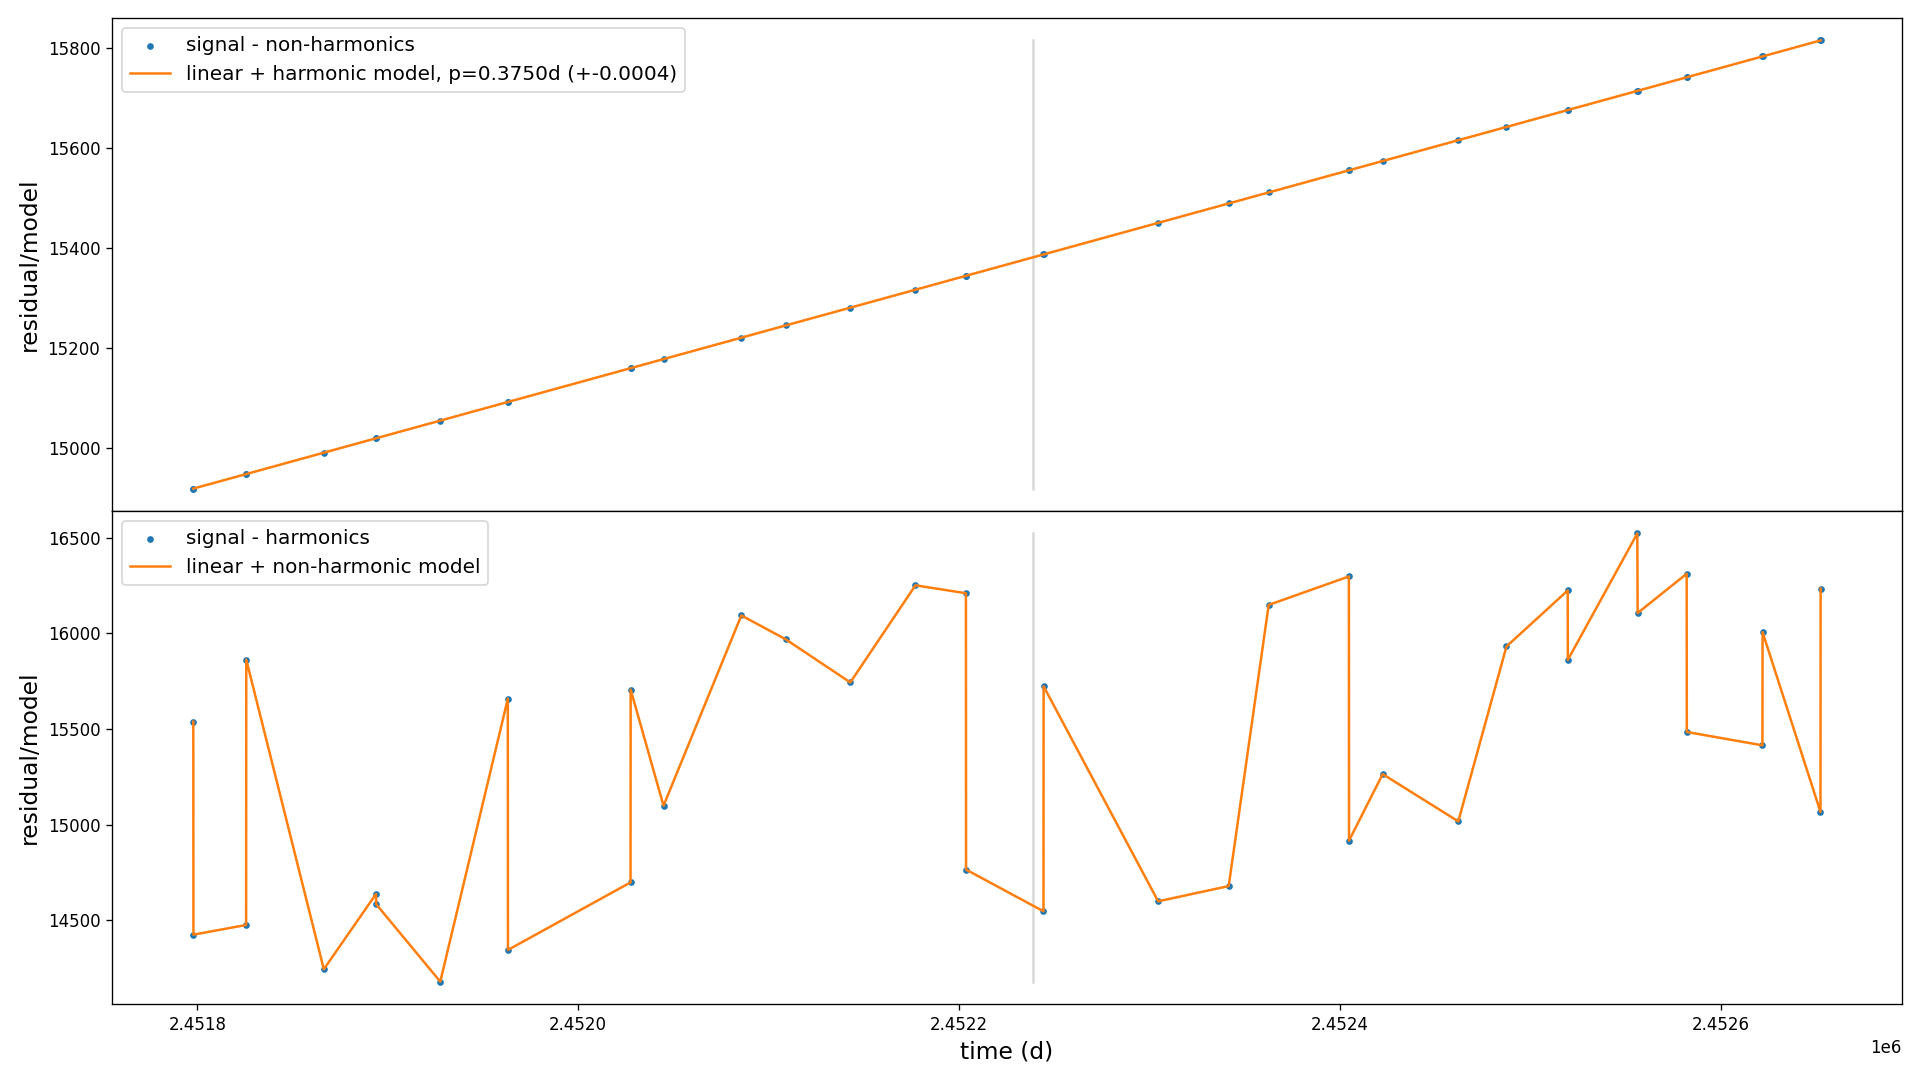 signal - non-harmonics
linear + harmonic model, p=0.3750d (+-0.0004)
15800
15600
15400
15200
15000
residual/model
signal - harmonics
linear + non-harmonic model
16500
16000
15500
15000
14500
residual/model
2.4518
2.4520
2.4522
2.4524
2.4526
time (d)
1e6